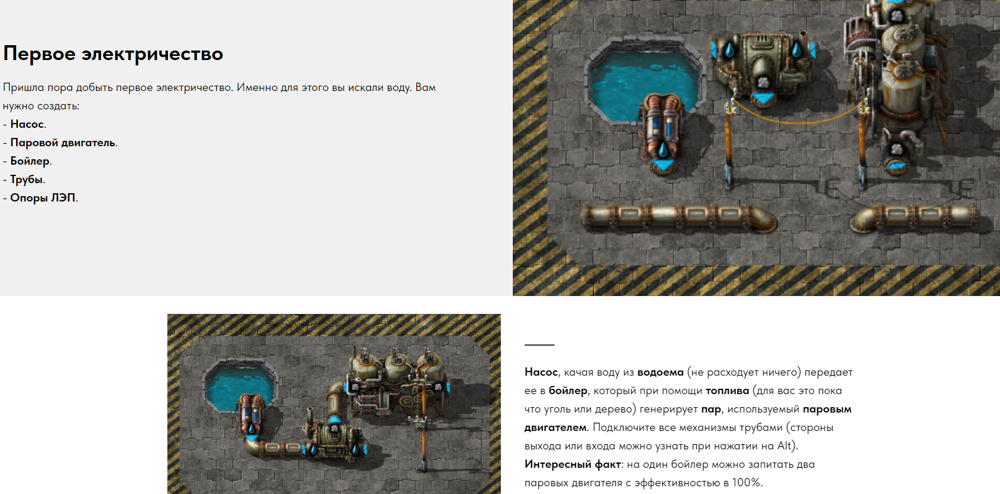 Первое электричество
Пришла пора добыть первое электричество. Именно для этого вы искали воду. Вам
нужно создать:
- Насос.
- Паровой двигатель.
- Бойлер.
- Трубы.
- Опоры ЛЭП.
Насос, качая воду из водоема (не расходует ничего) передает
ее в бойлер, который при помощи топлива (для вас это пока
что уголь или дерево) генерирует пар, используемый паровым
двигателем. Подключите все механизмы трубами (стороны
выхода или входа можно узнать при нажатии на Alt).
Интересный факт: на один бойлер можно запитать два
паровых двигателя с эффективностью в 100%.